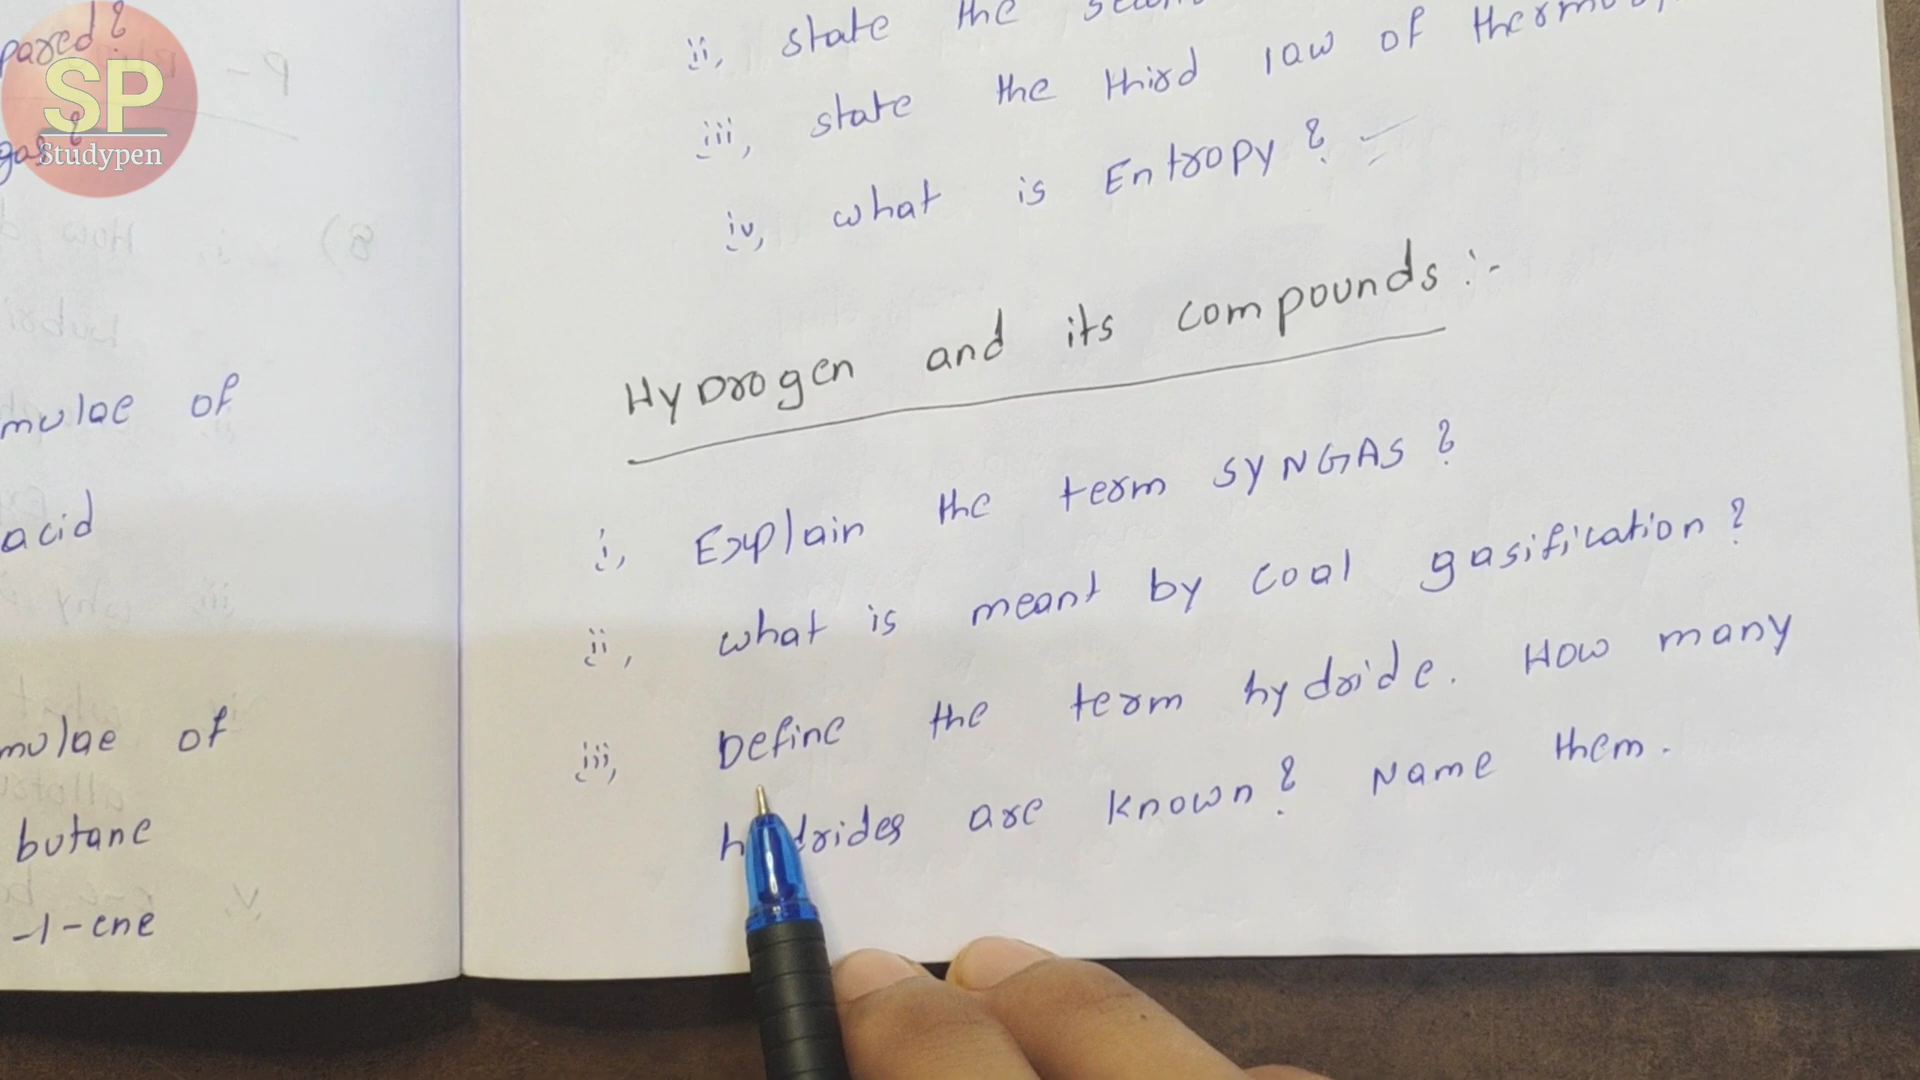 pared?
gas?
mulae of
acid
mulae of
butane
-1-ene
SP
Studypen
ii, state the
iii, state the third law of
iv, what is Entropy?
Hydrogen and its compounds :-
i, Explain the term SYNGAS?
ii, what is meant by coal gasification?
iii, Define the term hydride. How many
hydrides are known? Name them.